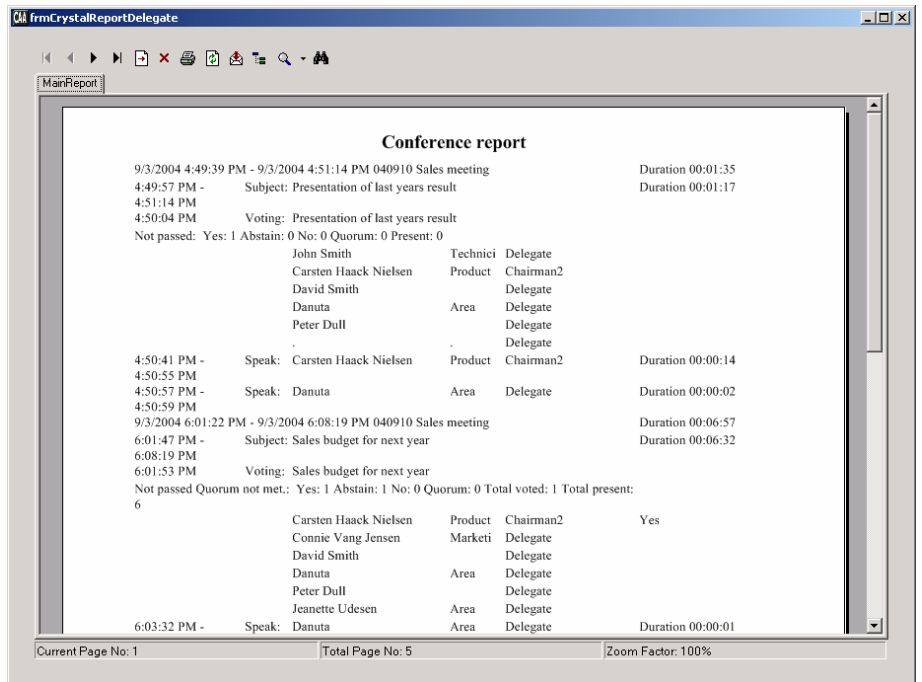 frmCrystalReportDelegate
MainReport
Conference report
9/3/2004 4:49:39 PM - 9/3/2004 4:51:14 PM 040910 Sales meeting Duration 00:01:35
4:49:57 PM - Subject: Presentation of last years result Duration 00:01:17
4:51:14 PM
4:50:04 PM Voting: Presentation of last years result
Not passed: Yes: 1 Abstain: 0 No: 0 Quorum: 0 Present: 0
John Smith Technici Delegate
Carsten Haack Nielsen Product Chairman2
David Smith Delegate
Danuta Area Delegate
Peter Dull Delegate
. . Delegate
4:50:41 PM - Speak: Carsten Haack Nielsen Product Chairman2 Duration 00:00:14
4:50:55 PM
4:50:57 PM - Speak: Danuta Area Delegate Duration 00:00:02
4:50:59 PM
9/3/2004 6:01:22 PM - 9/3/2004 6:08:19 PM 040910 Sales meeting Duration 00:06:57
6:01:47 PM - Subject: Sales budget for next year Duration 00:06:32
6:08:19 PM
6:01:53 PM Voting: Sales budget for next year
Not passed Quorum not met,: Yes: 1 Abstain: 1 No: 0 Quorum: 0 Total voted: 1 Total present:
6
Carsten Haack Nielsen Product Chairman2 Yes
Connie Vang Jensen Marketi Delegate
David Smith Delegate
Danuta Area Delegate
Peter Dull Delegate
Jeanette Udesen Area Delegate
6:03:32 PM - Speak: Danuta Area Delegate Duration 00:00:01
Current Page No: 1 Total Page No: 5 Zoom Factor: 100%